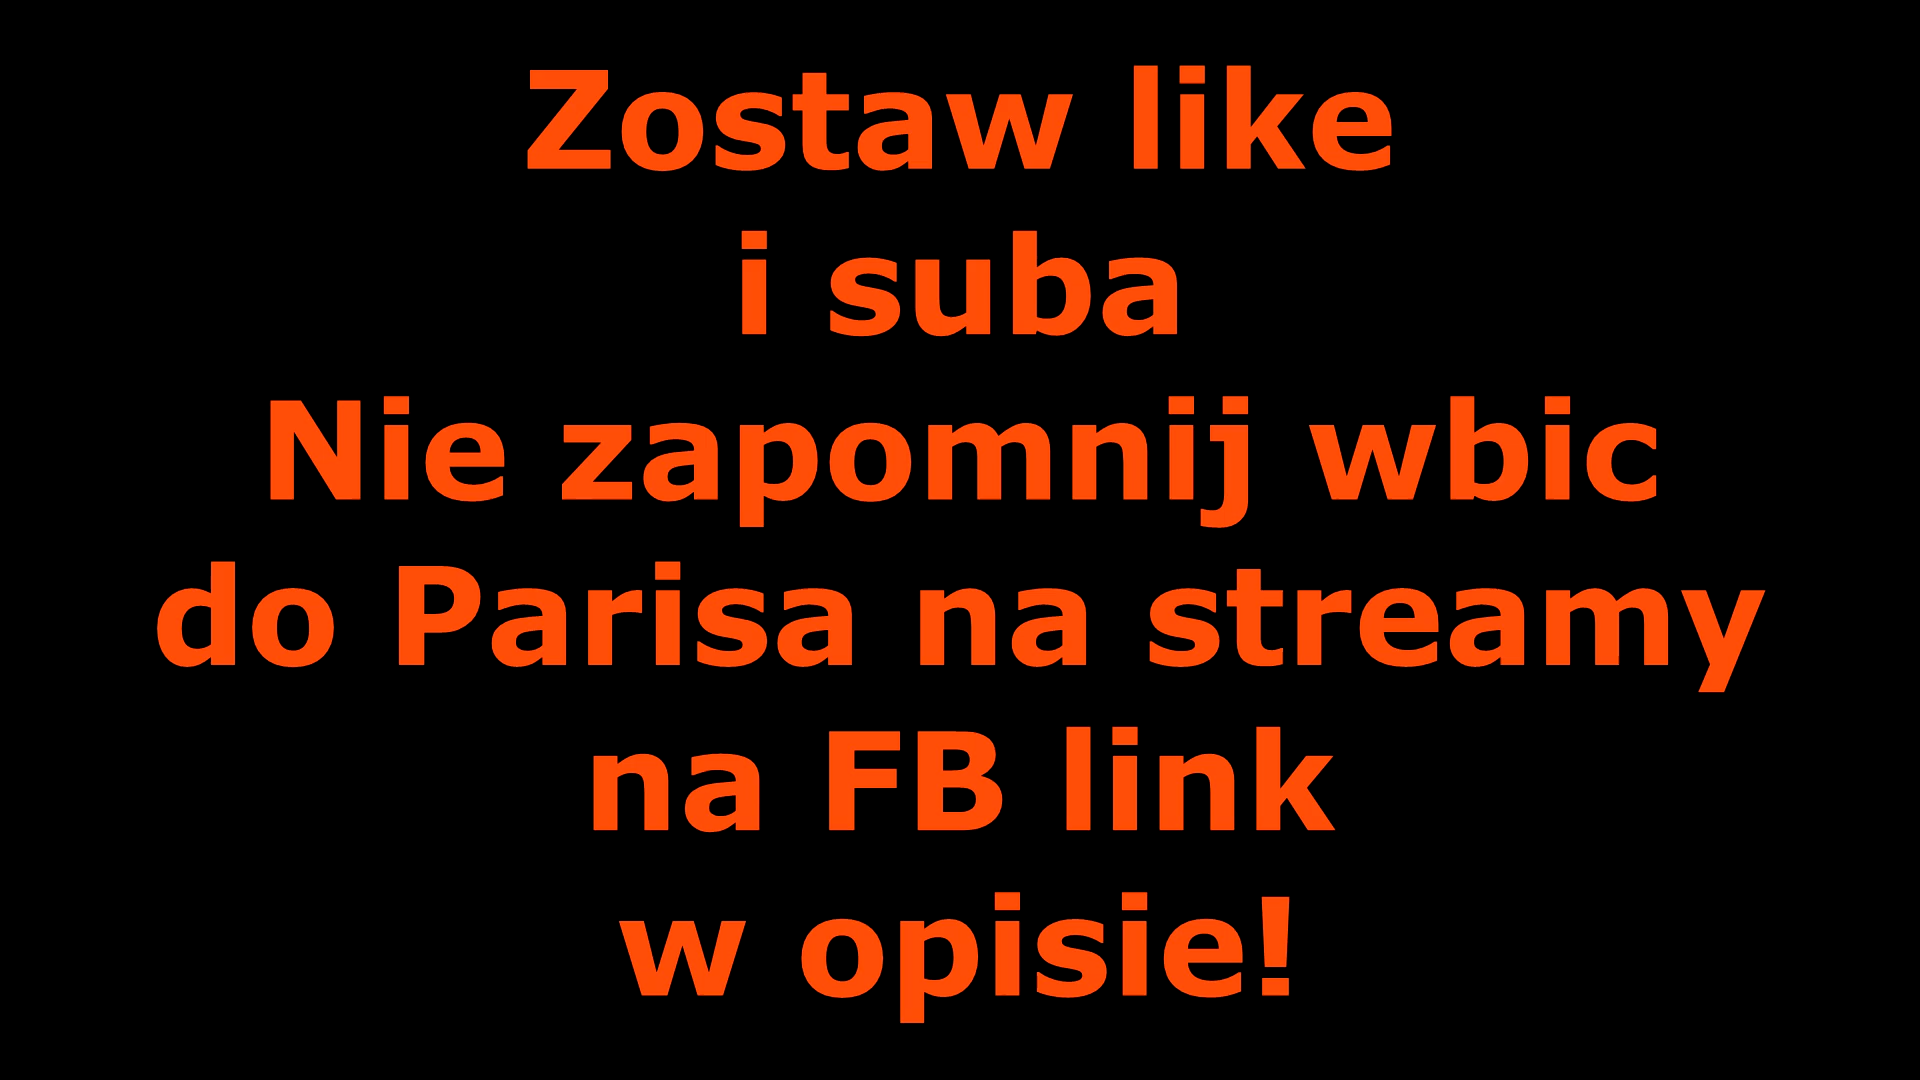 Zostaw like
i suba
Nie zapomnij wbic
do Parisa na streamy
na FB link
w opisie!